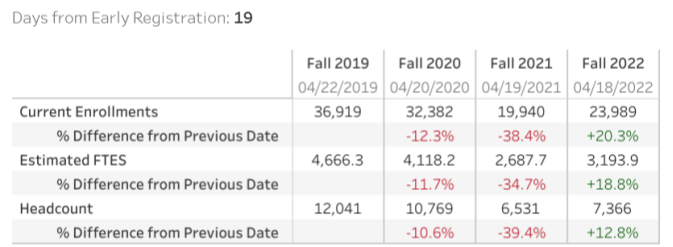 Days from Early Registration: 19
Fall 2019 Fall 2020 Fall 2021 Fall 2022
04/22/2019 04/20/2020 04/19/2021 04/18/2022
Current Enrollments 36,919 32,382 19,940 23,989
% Difference from Previous Date -12.3% -38.4% +20.3%
Estimated FTES 4,666.3 4,118.2 2,687.7 3,193.9
% Difference from Previous Date -11.7% -34.7% +18.8%
Headcount 12,041 10,769 6,531 7,366
% Difference from Previous Date -10.6% -39.4% +12.8%